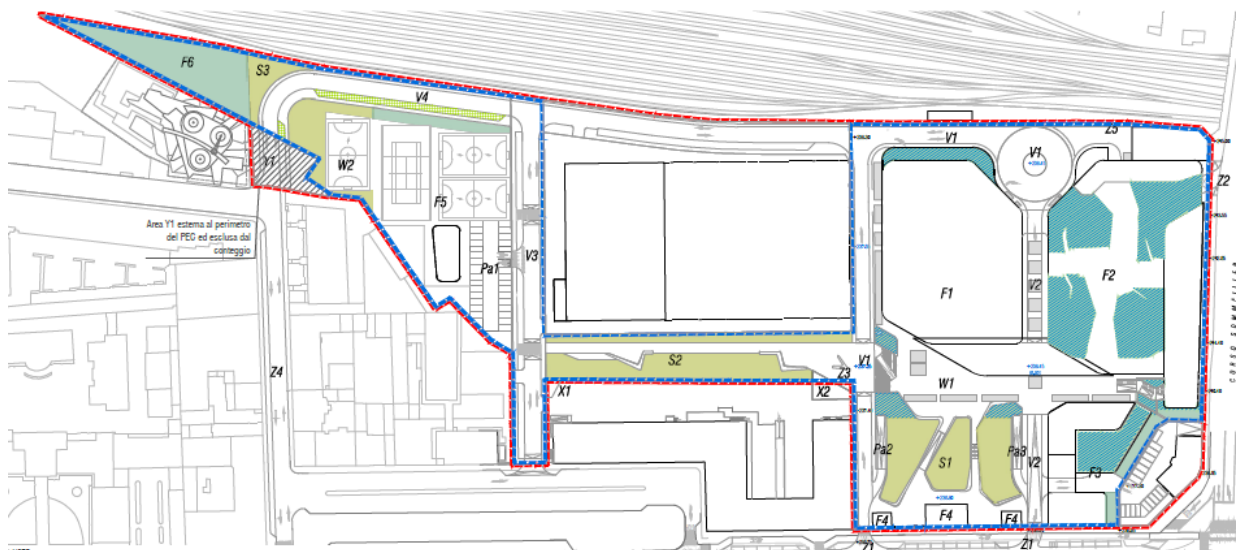 F6
S3
V4
V1
V1
Z5
Z2
Y1
W2
F5
Area Y1 esterna al perimetro
del PEC ed esclusa dal
conteggio
Pa1
V3
F1
V2
F2
CORSO SOMMEILLER
Z4
S2
Z3
V1
X1
X2
W1
Pa2
S1
Pa3
V2
F3
F4
F4
F4
Z1
Z1